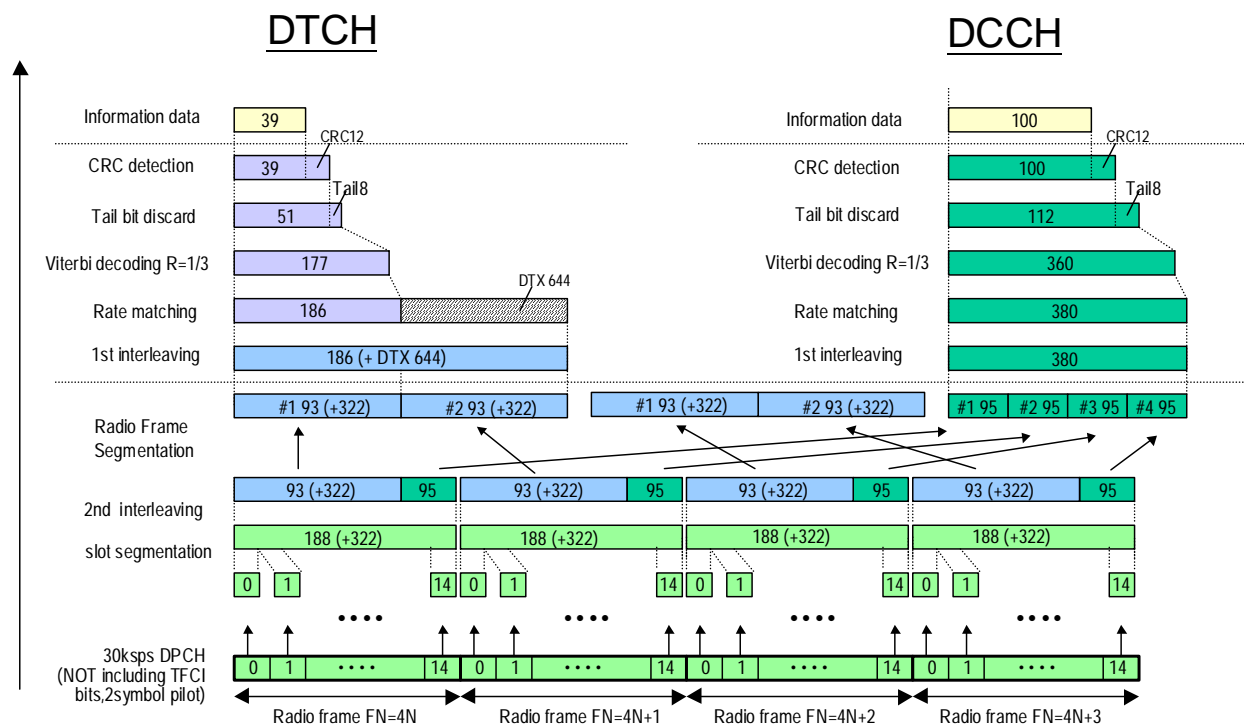 DTCH
DCCH
Information data
39
Information data
100
CRC12
CRC12
CRC detection
39
CRC detection
100
Tail8
Tail8
Tail bit discard
51
Tail bit discard
112
Viterbi decoding R=1/3
177
Viterbi decoding R=1/3
360
DTX 644
Rate matching
186
Rate matching
380
1st interleaving
186 (+ DTX 644)
1st interleaving
380
#1 93 (+322)
#2 93 (+322)
#1 93 (+322)
#2 93 (+322)
#1 95
#2 95
#3 95
#4 95
Radio Frame
Segmentation
93 (+322)
95
93 (+322)
95
93 (+322)
95
93 (+322)
95
2nd interleaving
188 (+322)
188 (+322)
188 (+322)
188 (+322)
slot segmentation
0
1
14
0
1
14
0
1
14
0
1
14
• • • •
• • • •
• • • •
• • • •
30ksps DPCH
(NOT including TFCI
bits,2symbol pilot)
0
1
• • • •
14
0
1
• • • •
14
0
1
• • • •
14
0
1
• • • •
14
Radio frame FN=4N
Radio frame FN=4N+1
Radio frame FN=4N+2
Radio frame FN=4N+3